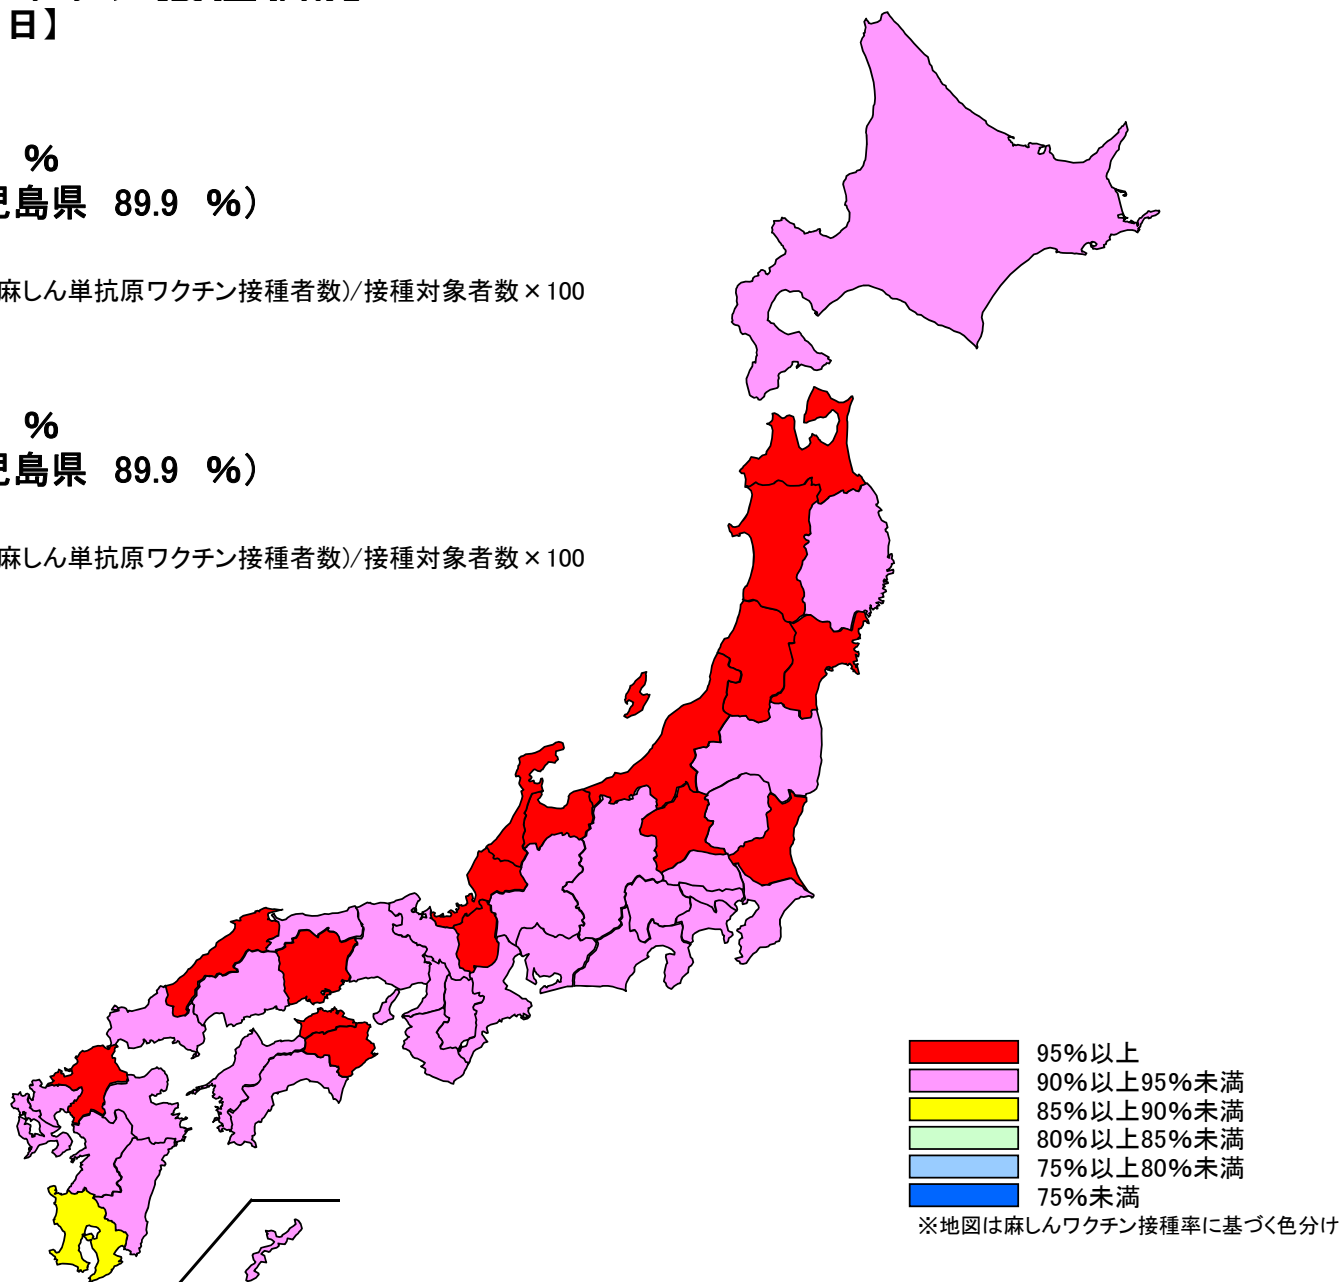 日】
%
児島県 89.9 %）
麻しん単抗原ワクチン接種者数)/接種対象者数×100
%
児島県 89.9 %）
麻しん単抗原ワクチン接種者数)/接種対象者数×100
95%以上
90%以上95%未満
85%以上90%未満
80%以上85%未満
75%以上80%未満
75%未満
※地図は麻しんワクチン接種率に基づく色分け